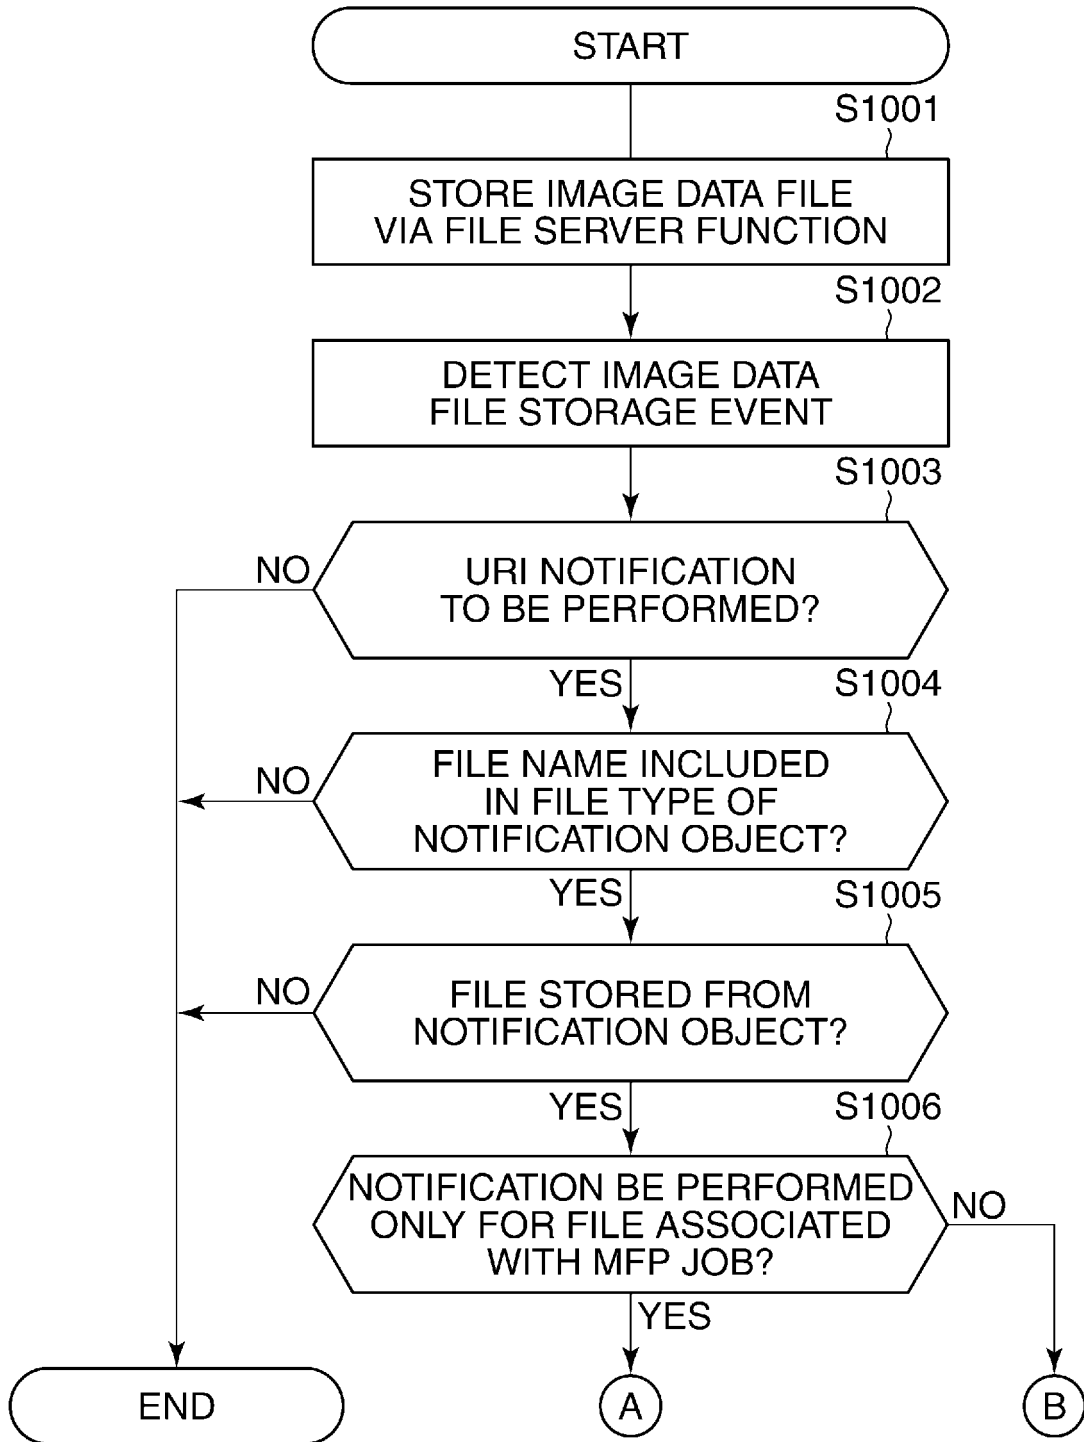 START
S1001
STORE IMAGE DATA FILE
VIA FILE SERVER FUNCTION
S1002
DETECT IMAGE DATA
FILE STORAGE EVENT
S1003
URI NOTIFICATION
TO BE PERFORMED?
NO
YES
S1004
FILE NAME INCLUDED
IN FILE TYPE OF
NOTIFICATION OBJECT?
NO
YES
S1005
FILE STORED FROM
NOTIFICATION OBJECT?
NO
YES
S1006
NOTIFICATION BE PERFORMED
ONLY FOR FILE ASSOCIATED
WITH MFP JOB?
NO
YES
END
A
B